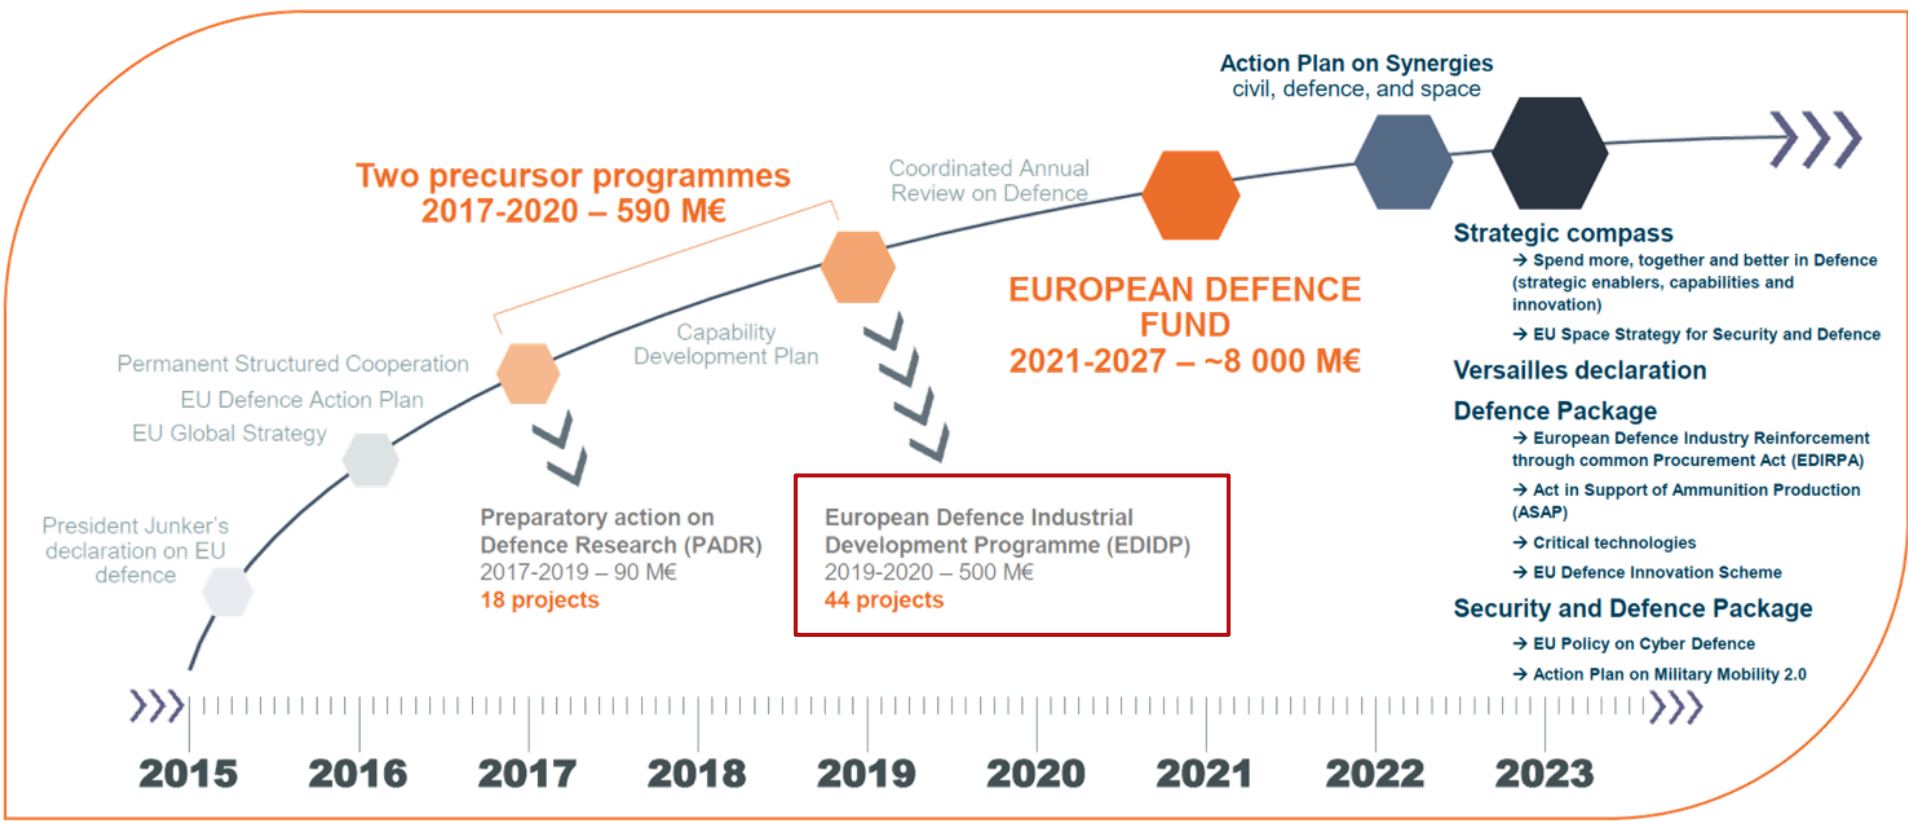 Action Plan on Synergies
civil, defence, and space
Two precursor programmes
2017-2020 – 590 M€
Coordinated Annual
Review on Defence
EUROPEAN DEFENCE
FUND
2021-2027 – ~8 000 M€
Capability
Development Plan
Permanent Structured Cooperation
EU Defence Action Plan
EU Global Strategy
President Junker's
declaration on EU
defence
Preparatory action on
Defence Research (PADR)
2017-2019 – 90 M€
18 projects
European Defence Industrial
Development Programme (EDIDP)
2019-2020 – 500 M€
44 projects
Strategic compass
→ Spend more, together and better in Defence
(strategic enablers, capabilities and
innovation)
→ EU Space Strategy for Security and Defence
Versailles declaration
Defence Package
→ European Defence Industry Reinforcement
through common Procurement Act (EDIRPA)
→ Act in Support of Ammunition Production
(ASAP)
→ Critical technologies
→ EU Defence Innovation Scheme
Security and Defence Package
→ EU Policy on Cyber Defence
→ Action Plan on Military Mobility 2.0
2015 2016 2017 2018 2019 2020 2021 2022 2023